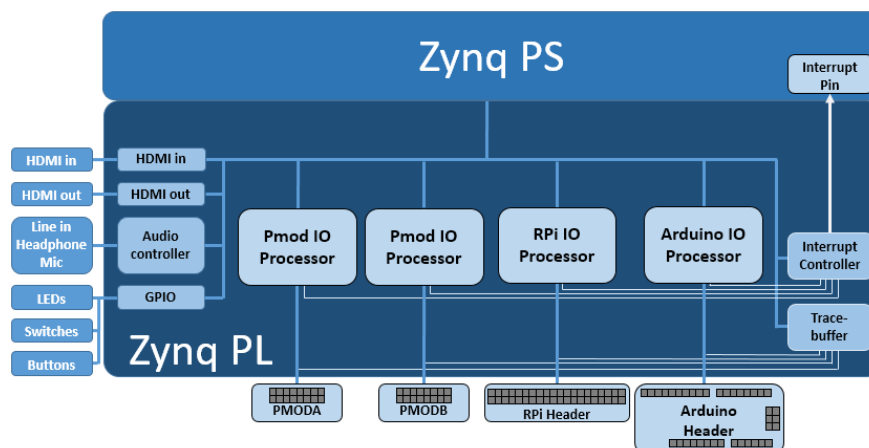 Zynq PS
Interrupt
Pin
HDMI in
HDMI in
HDMI out
HDMI out
Line in
Headphone
Mic
Audio
controller
Pmod IO
Processor
Pmod IO
Processor
RPi IO
Processor
Arduino IO
Processor
Interrupt
Controller
LEDs
GPIO
Switches
Buttons
Zynq PL
Trace-
buffer
PMODA
PMODB
RPi Header
Arduino
Header